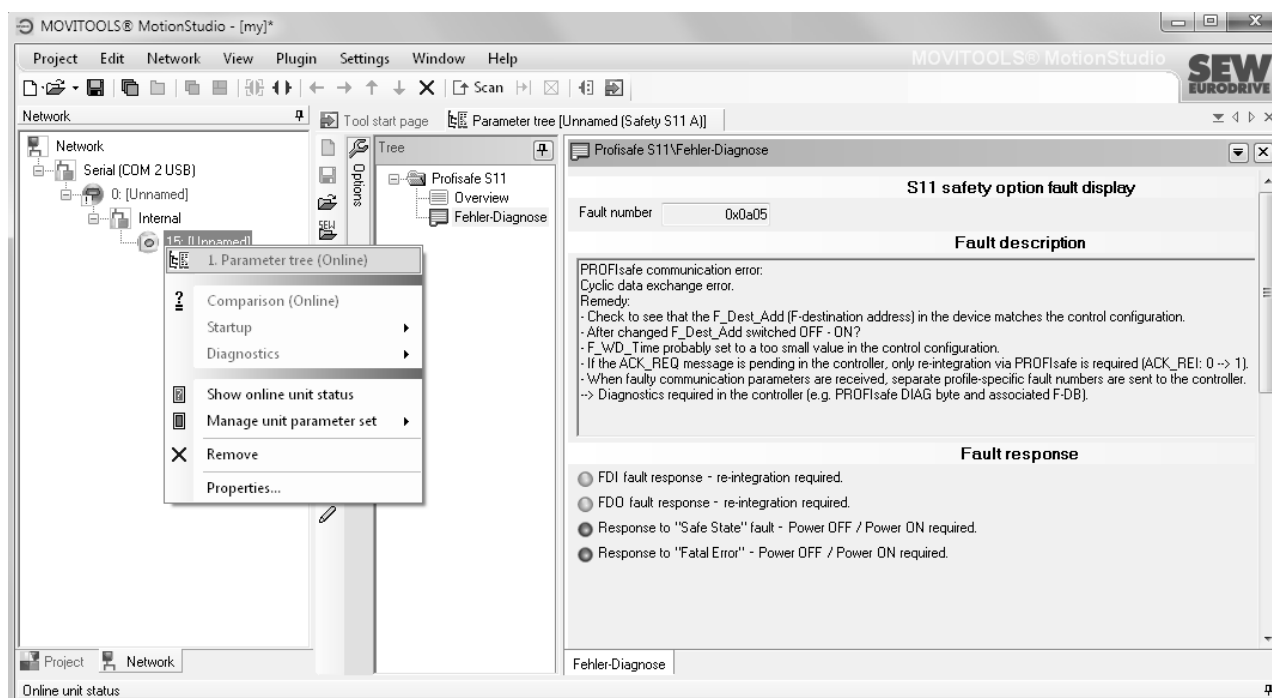 MOVITOOLS® MotionStudio - [my]*
Project Edit Network View Plugin Settings Window Help
MOVITOOLS® MotionStudio
SEW
EURODRIVE
Scan
Network
Tool start page
Parameter tree [Unnamed (Safety S11 A)]
Network
Serial (COM 2 USB)
0: [Unnamed]
Internal
15: [Unnamed]
1. Parameter tree (Online)
Comparison (Online)
Startup
Diagnostics
Show online unit status
Manage unit parameter set
Remove
Properties...
Options
SEW
Tree
Profisafe S11
Overview
Fehler-Diagnose
Profisafe S11\Fehler-Diagnose
S11 safety option fault display
Fault number 0x0a05
Fault description
PROFIsafe communication error:
Cyclic data exchange error.
Remedy:
- Check to see that the F_Dest_Add (F-destination address) in the device matches the control configuration.
- After changed F_Dest_Add switched OFF - ON?
- F_WD_Time probably set to a too small value in the control configuration.
- If the ACK_REQ message is pending in the controller, only re-integration via PROFIsafe is required (ACK_REI: 0 --> 1).
- When faulty communication parameters are received, separate profile-specific fault numbers are sent to the controller.
--> Diagnostics required in the controller (e.g. PROFIsafe DIAG byte and associated F-DB).
Fault response
FDI fault response - re-integration required.
FDO fault response - re-integration required.
Response to "Safe State" fault - Power OFF / Power ON required.
Response to "Fatal Error" - Power OFF / Power ON required.
Project Network
Fehler-Diagnose
Online unit status